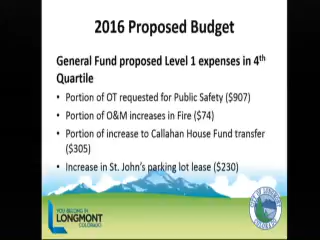 2016 Proposed Budget
General Fund proposed Level 1 expenses in 4th
Quartile
• Portion of OT requested for Public Safety ($907)
• Portion of O&M increases in Fire ($74)
• Portion of increase to Callahan House Fund transfer
($305)
• Increase in St. John's parking lot lease ($230)
YOU BELONG IN
LONGMONT
COLORADO